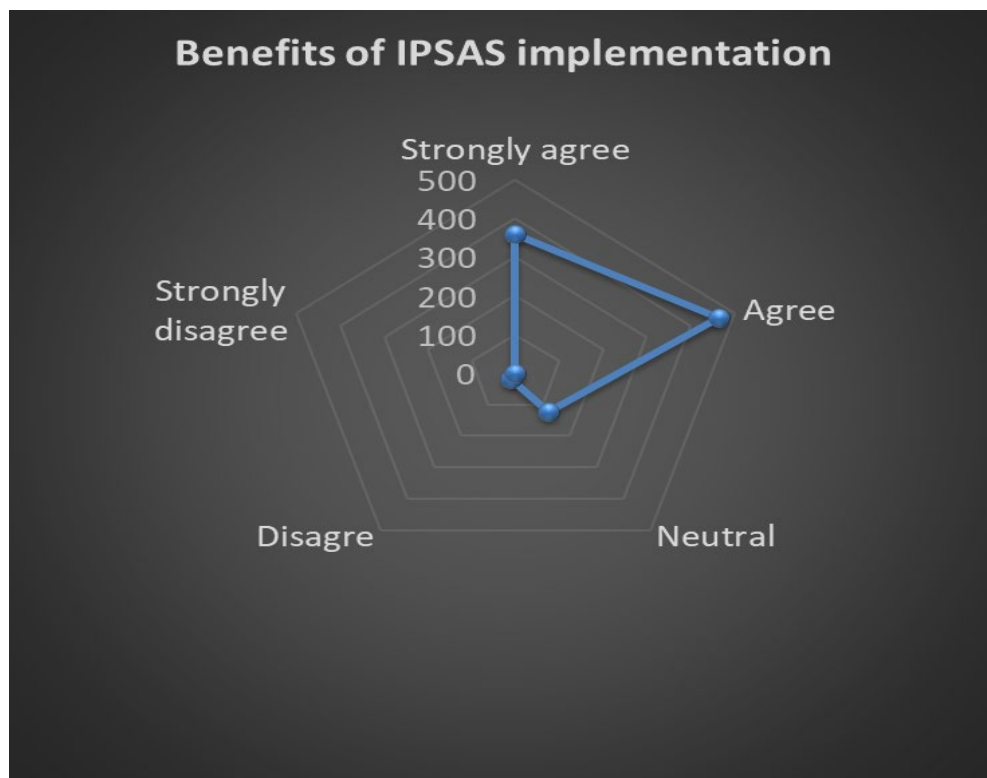 Benefits of IPSAS implementation
Strongly agree
500
400
300
200
100
0
Agree
Neutral
Disagre
Strongly
disagree